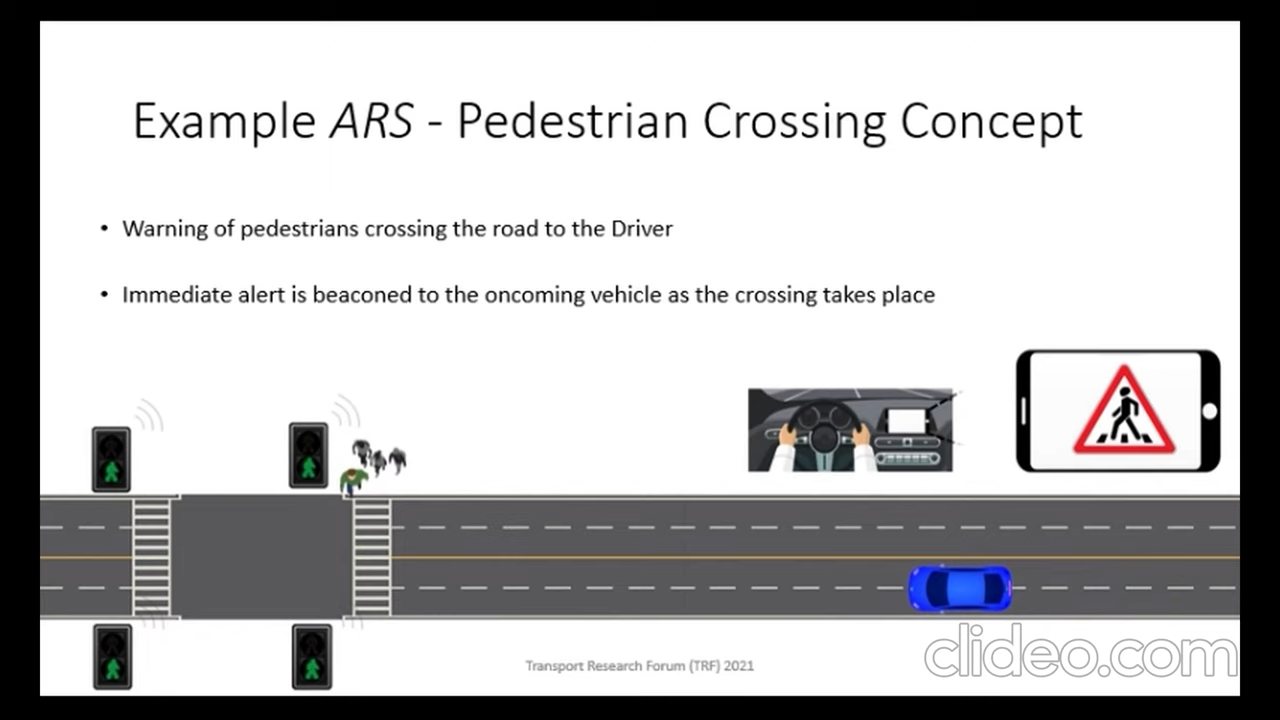 Example ARS - Pedestrian Crossing Concept
• Warning of pedestrians crossing the road to the Driver
• Immediate alert is beaconed to the oncoming vehicle as the crossing takes place
Transport Research Forum (TRF) 2021
clideo.com